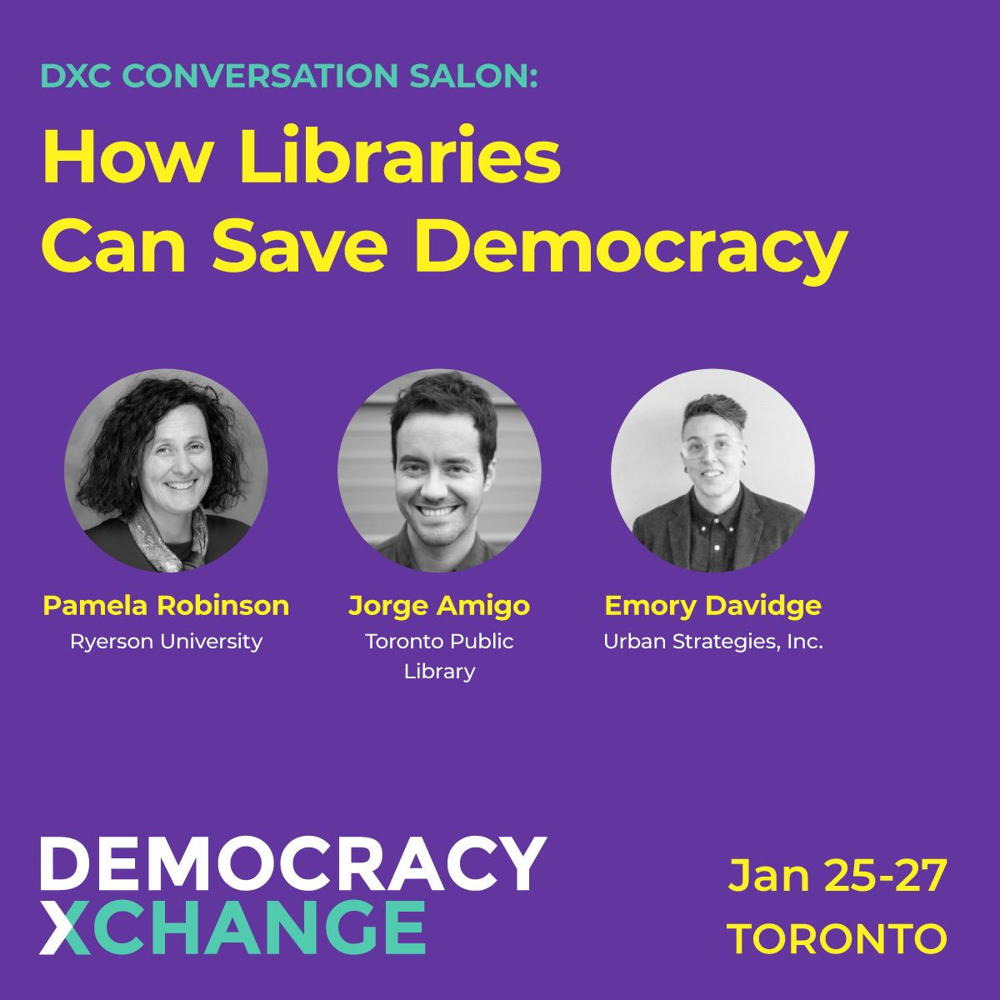 DXC CONVERSATION SALON:
How Libraries
Can Save Democracy
Pamela Robinson
Ryerson University
Jorge Amigo
Toronto Public
Library
Emory Davidge
Urban Strategies, Inc.
DEMOCRACY
XCHANGE
Jan 25-27
TORONTO